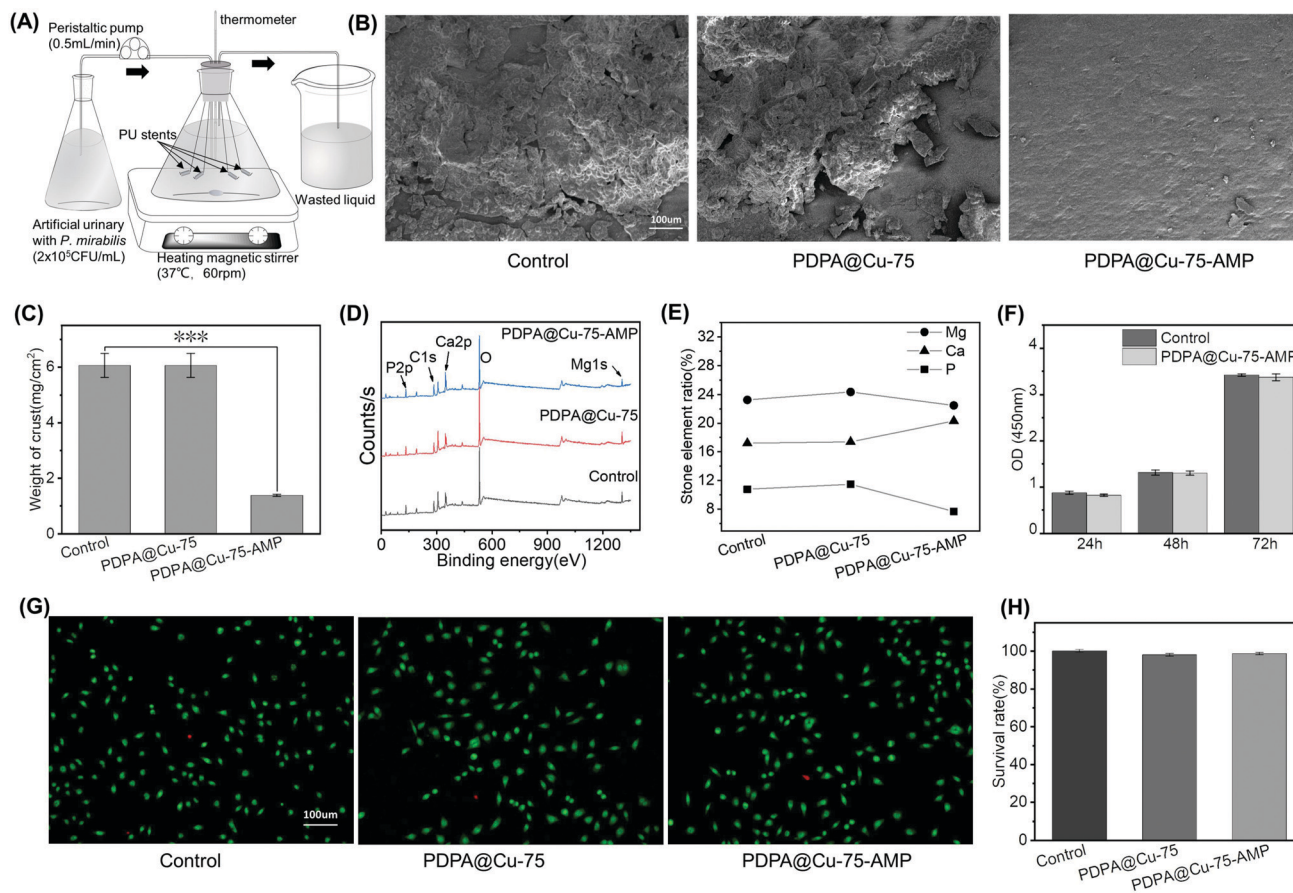 (A)
thermometer
Peristaltic pump
(0.5mL/min)
PU stents
Wasted liquid
Artificial urinary
with P. mirabilis
(2x10⁵CFU/mL)
Heating magnetic stirrer
(37℃, 60rpm)
(B)
100um
Control
PDPA@Cu-75
PDPA@Cu-75-AMP
(C)
Weight of crust(mg/cm²)
8
6
4
2
0
***
Control
PDPA@Cu-75
PDPA@Cu-75-AMP
(D)
Counts/s
PDPA@Cu-75-AMP
Ca2p
C1s
P2p
O
Mg1s
PDPA@Cu-75
Control
0
300
600
900
1200
Binding energy(eV)
(E)
Stone element ratio(%)
32
28
24
20
16
12
8
Mg
Ca
P
Control
PDPA@Cu-75
PDPA@Cu-75-AMP
(F)
OD (450nm)
4
3
2
1
0
Control
PDPA@Cu-75-AMP
24h
48h
72h
(G)
100um
Control
PDPA@Cu-75
PDPA@Cu-75-AMP
(H)
Survival rate(%)
120
100
80
60
40
20
0
Control
PDPA@Cu-75
PDPA@Cu-75-AMP